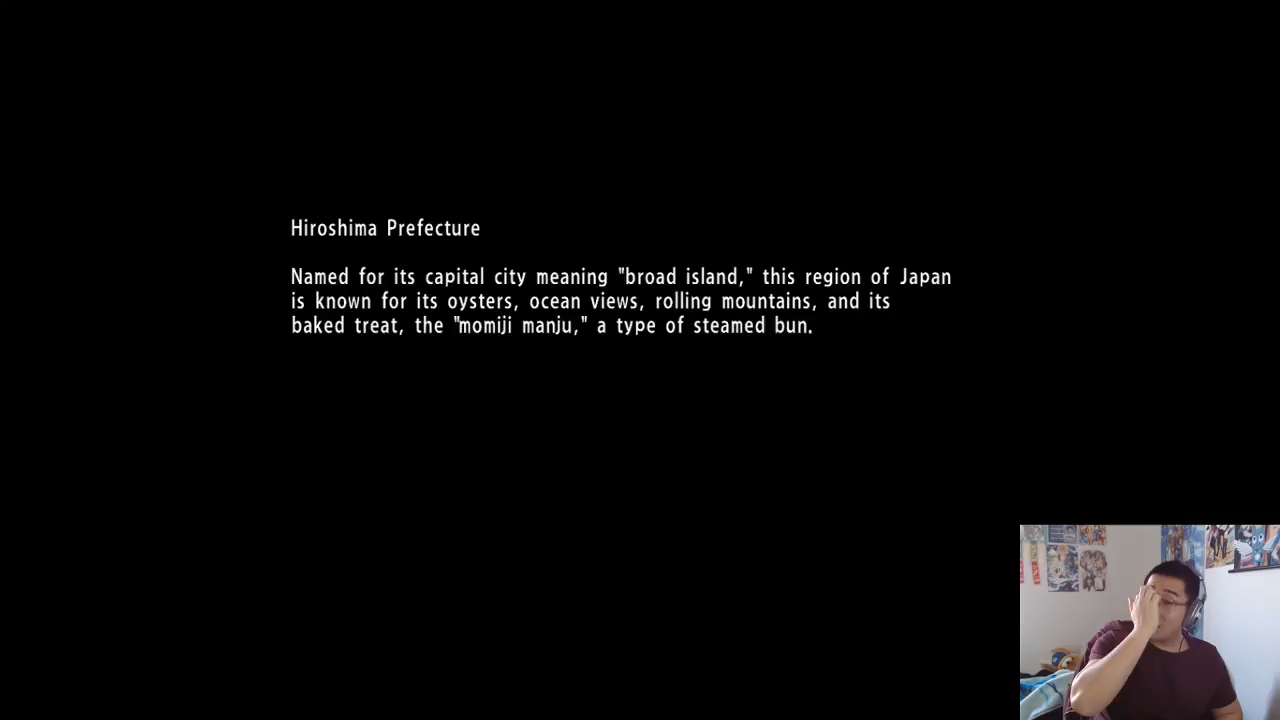 Hiroshima Prefecture
Named for its capital city meaning "broad island," this region of Japan
is known for its oysters, ocean views, rolling mountains, and its
baked treat, the "momiji manju," a type of steamed bun.